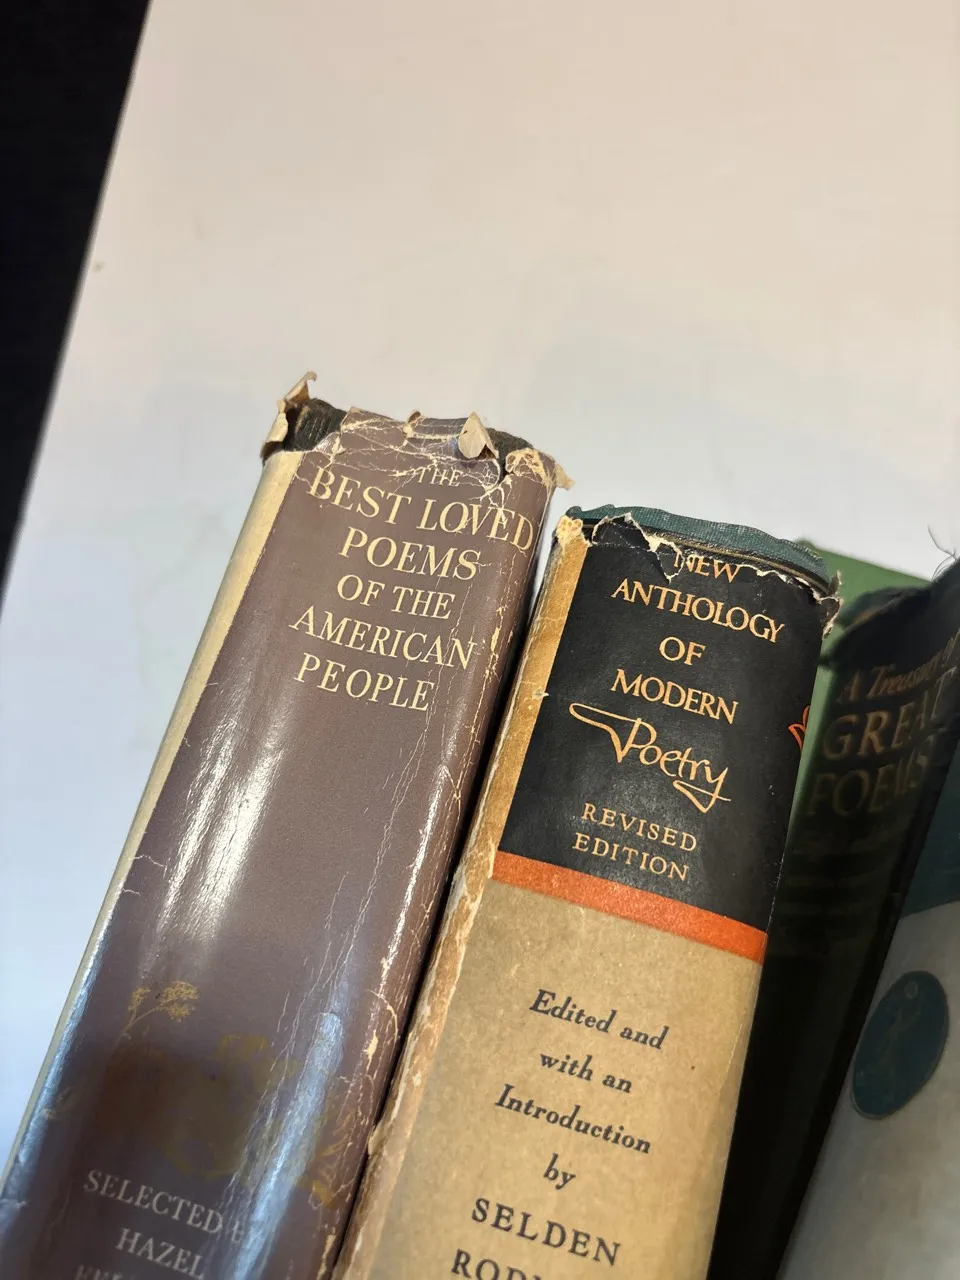 THE
BEST LOVED
POEMS
OF THE
AMERICAN
PEOPLE
SELECTED BY
HAZEL
NEW
ANTHOLOGY
OF
MODERN
Poetry
REVISED
EDITION
Edited and
with an
Introduction
by
SELDEN
A Treasury of
GREAT
POEMS